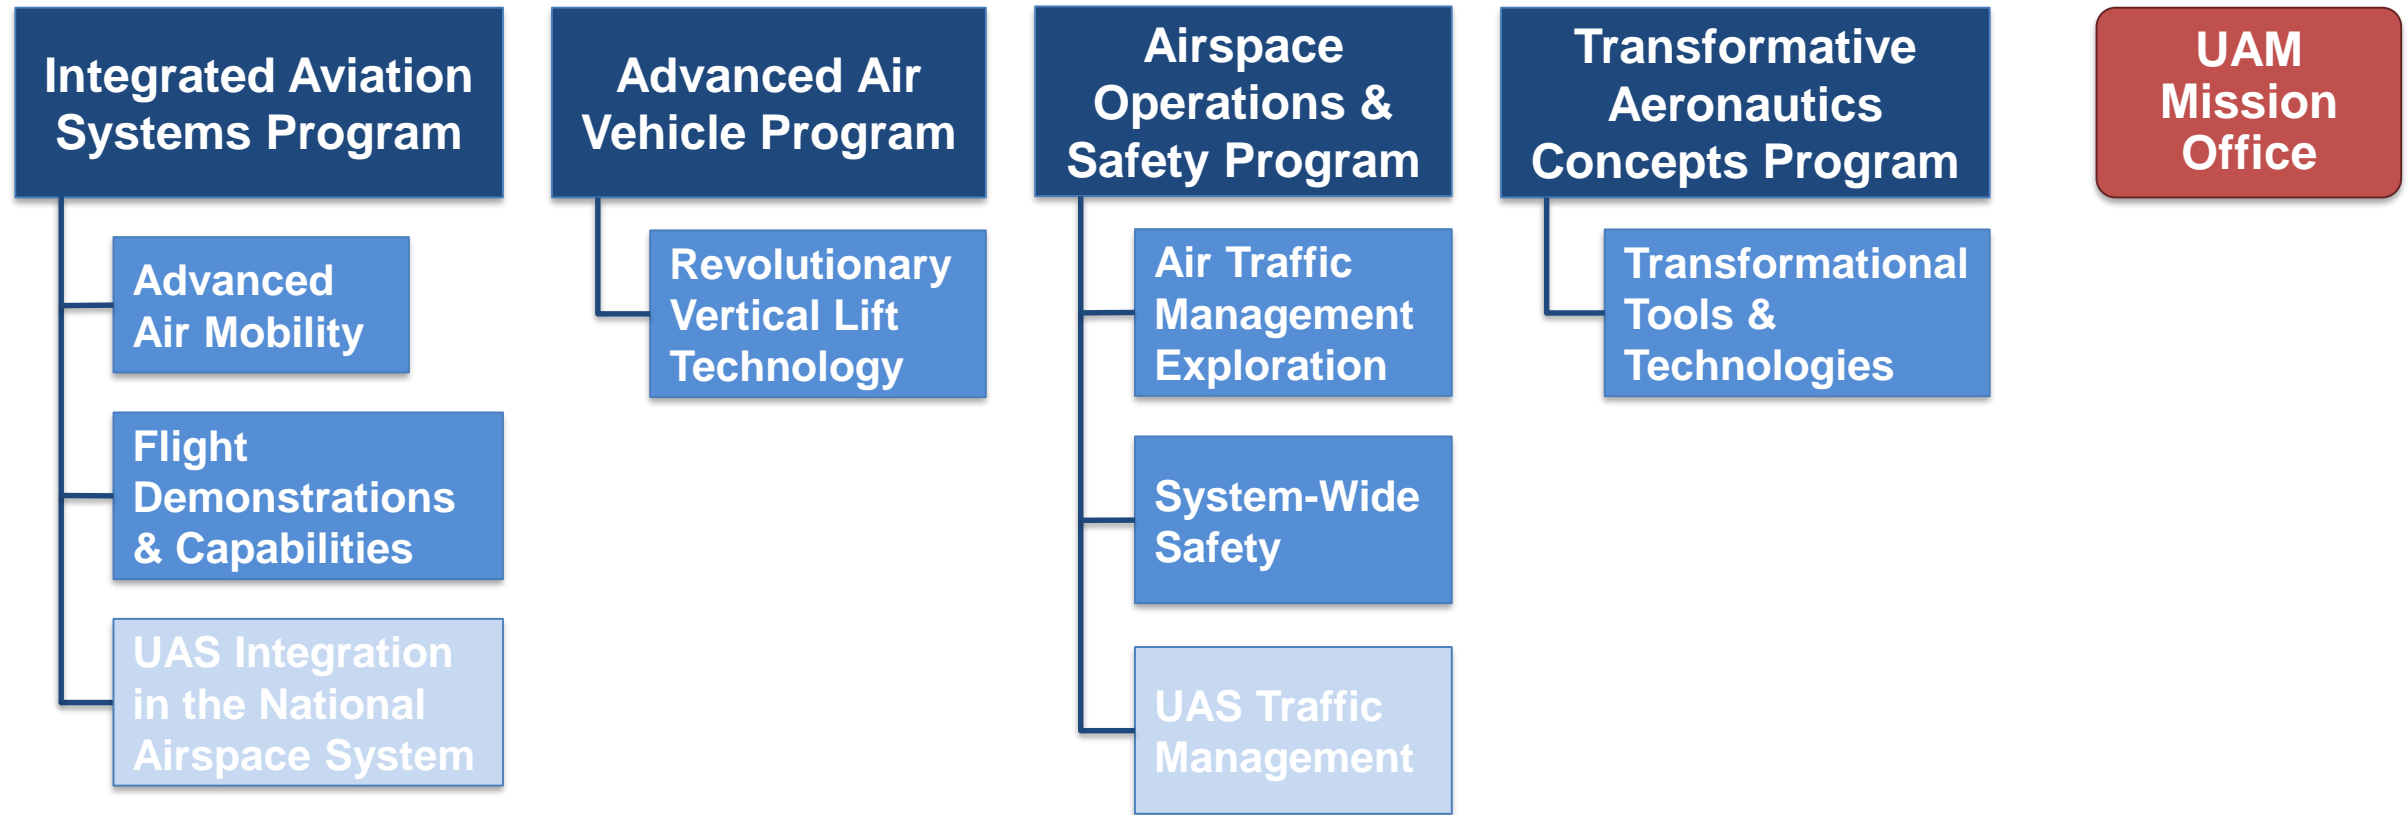 Integrated Aviation
Systems Program
Advanced
Air Mobility
Flight
Demonstrations
& Capabilities
UAS Integration
in the National
Airspace System
Advanced Air
Vehicle Program
Revolutionary
Vertical Lift
Technology
Airspace
Operations &
Safety Program
Air Traffic
Management
Exploration
System-Wide
Safety
UAS Traffic
Management
Transformative
Aeronautics
Concepts Program
Transformational
Tools &
Technologies
UAM
Mission
Office